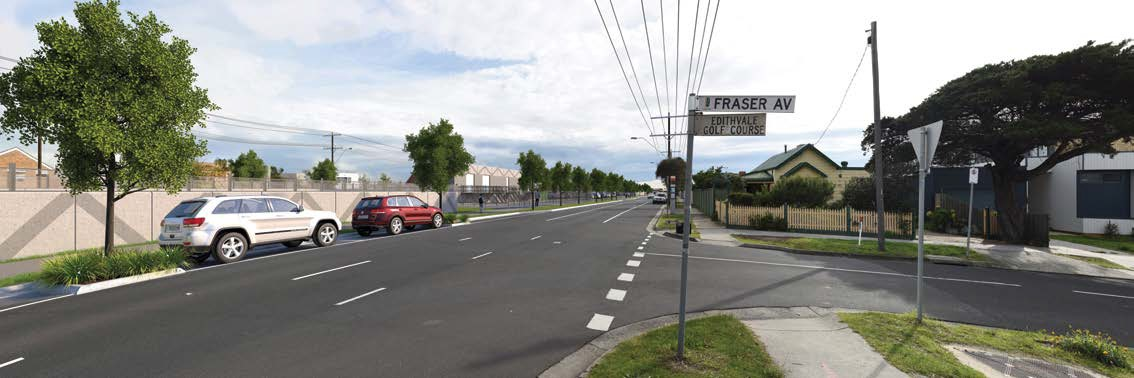 FRASER AV
EDITHVALE
GOLF COURSE